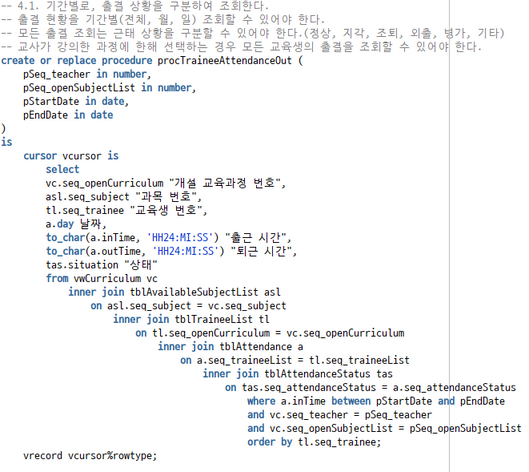 -- 4.1. 기간별로, 출결 상황을 구분하여 조회한다.
-- 출결 현황을 기간별(전체, 월, 일) 조회할 수 있어야 한다.
-- 모든 출결 조회는 근태 상황을 구분할 수 있어야 한다.(정상, 지각, 조퇴, 외출, 병가, 기타)
-- 교사가 강의한 과정에 한해 선택하는 경우 모든 교육생의 출결을 조회할 수 있어야 한다.
create or replace procedure procTraineeAttendanceOut (
pSeq_teacher in number,
pSeq_openSubjectList in number,
pStartDate in date,
pEndDate in date
)
is
cursor vcursor is
select
vc.seq_openCurriculum "개설 교육과정 번호",
asl.seq_subject "과목 번호",
tl.seq_trainee "교육생 번호",
a.day 날짜,
to_char(a.inTime, 'HH24:MI:SS') "출근 시간",
to_char(a.outTime, 'HH24:MI:SS') "퇴근 시간",
tas.situation "상태"
from vwCurriculum vc
inner join tblAvailableSubjectList asl
on asl.seq_subject = vc.seq_subject
inner join tblTraineeList tl
on tl.seq_openCurriculum = vc.seq_openCurriculum
inner join tblAttendance a
on a.seq_traineeList = tl.seq_traineeList
inner join tblAttendanceStatus tas
on tas.seq_attendanceStatus = a.seq_attendanceStatus
where a.inTime between pStartDate and pEndDate
and vc.seq_teacher = pSeq_teacher
and vc.seq_openSubjectList = pSeq_openSubjectList
order by tl.seq_trainee;
vrecord vcursor%rowtype;